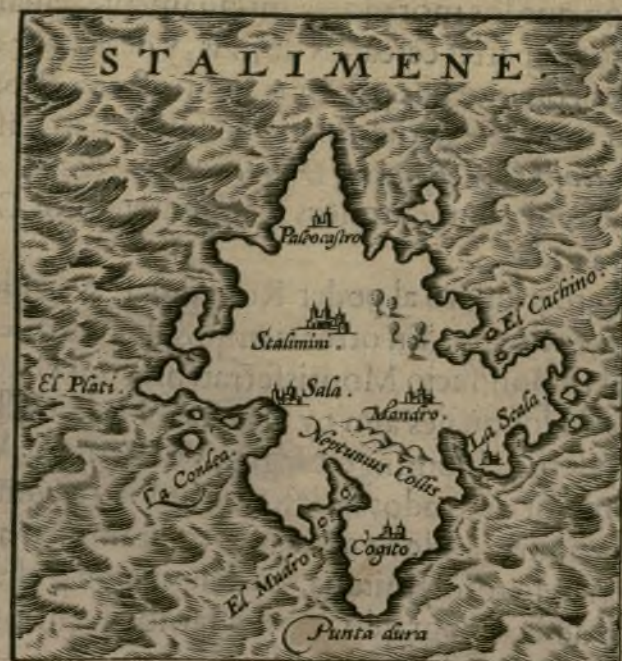 STALIMENE.
Paleocastro
El Cachino.
Stalimini.
El Plati.
Sala.
Mandro.
La Scala.
Neptunius Collis
La Condea.
Cogito.
El Mudro
Punta dura